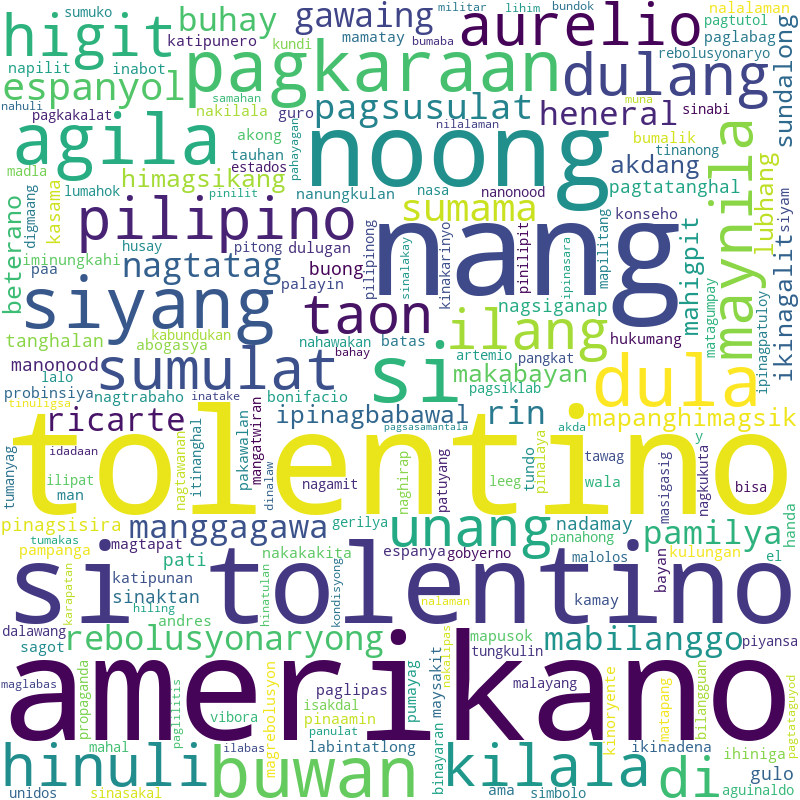 sumuko
higit
napilit
inabot
katipunero
buhay
gawaing
mamatay
kundi
aurelio
militar
lihim
bundok
bumaba
nalalaman
pagtutol
paglabag
rebolusyonaryo
sundalong
espanyol
pagkaraan
dulang
nahuli
pagkakalat
nakilala
samahan
guro
pagsusulat
heneral
muna
sinabi
agila
akong
pahayagan
noong
nilalaman
bumalik
tinanong
madla
tauhan
estados
akdang
lumahok
himagsikang
pinilit
nanungkulan
nasa
nanonood
pagtatanghal
lubhang
siyam
kasama
digmaang
beterano
pilipino
sumama
konseho
maynila
ikinagalit
iminungkahi
paa
husay
pitong
dulugan
pilipinong
sinalakay
kinakarinyo
nang
pinilipit
ipinasara
mapilitang
mahigpit
matagumpay
ipinagpatuloy
nagtatag
buong
palayin
siyang
taon
nagsiganap
tanghalan
kabundukan
abogasya
nahawakan
batas
ilang
hukumang
manonood
sumulat
bahay
si
artemio
pangkat
makabayan
dula
lalo
probinsiya
nagtrabaho
inatake
bonifacio
pagsiklab
tinuligsa
ricarte
ipinagbabawal
rin
mapanghimagsik
tumanyag
idadaan
ilipat
man
nagtawanan
itinanghal
pakawalan
dinalaw
mangatwiran
pagsasamantala
akda
y
tolentino
nagamit
naghirap
patuyang
leeg
tundo
pinalaya
tawag
wala
nagkukuta
masigasig
bisa
pinagsisira
manggagawa
gerilya
unang
nadamay
pamilya
handa
tumakas
magtapat
nakakakita
espanya
gobyerno
panahong
kulungan
pampanga
pati
malolos
el
karapatan
katipunan
sinaktan
hiling
hinatulan
kondisyong
nalaman
kamay
bayan
si tolentino
dalawang
andres
sagot
rebolusyonaryong
nakalipas
mapusok
mabilanggo
piyansa
tungkulin
maglabas
propaganda
paglilitis
amerikano
magrebolusyon
paglipas
pumayag
maysakit
malayang
kinoryente
matapang
bilangguan
pagtataguyod
isakdal
pinaamin
vibora
panulat
mahal
ilabas
labintatlong
binayaran
ikinadena
ihiniga
hinuli
buwan
kilala
di
gulo
unidos
sinasakal
ama
simbolo
aguinaldo